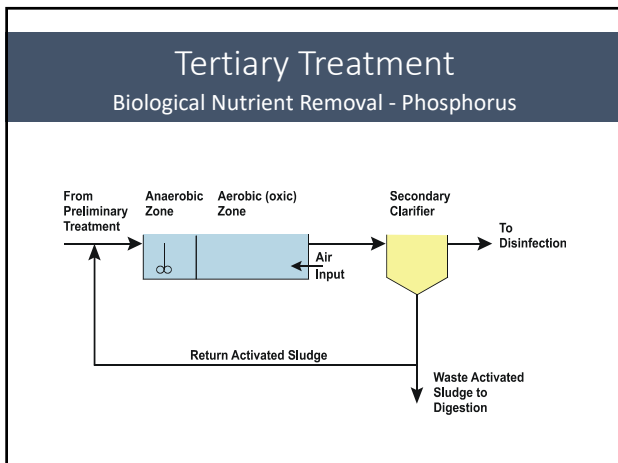 Tertiary Treatment
Biological Nutrient Removal - Phosphorus
From
Preliminary
Treatment
Anaerobic
Zone
Aerobic (oxic)
Zone
Secondary
Clarifier
To
Disinfection
Air
Input
Return Activated Sludge
Waste Activated
Sludge to
Digestion